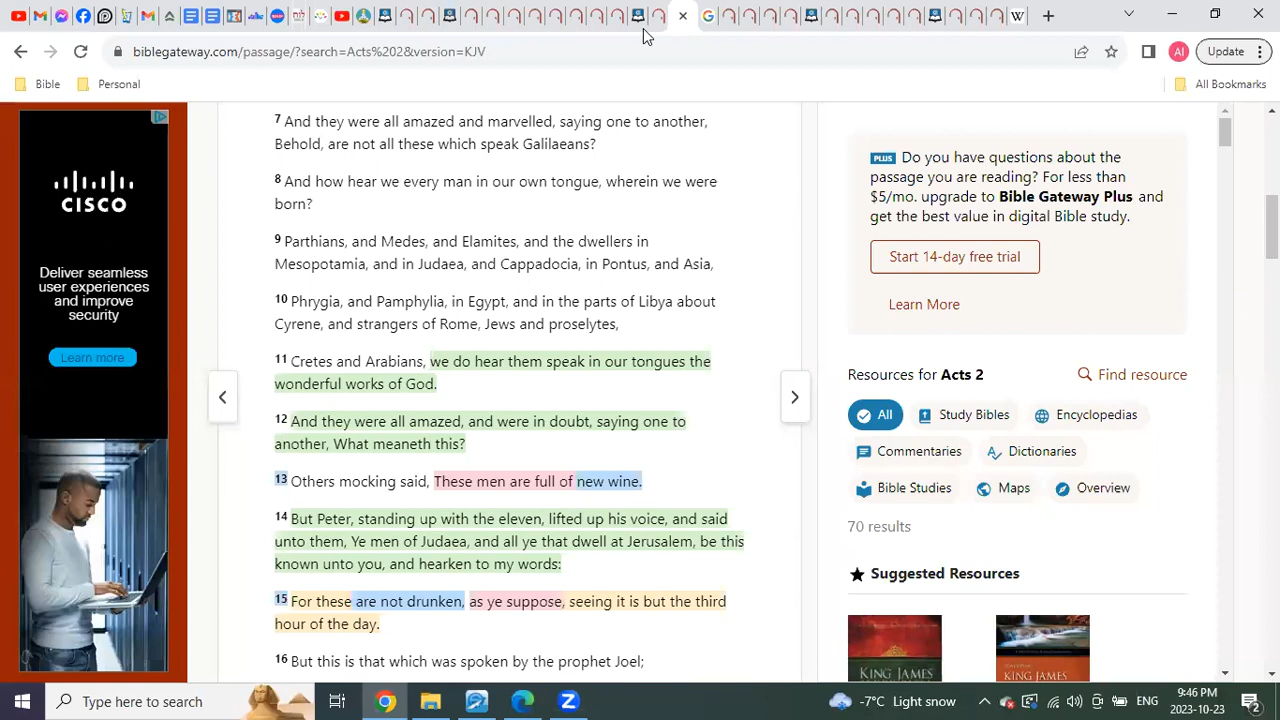 biblegateway.com/passage/?search=Acts%202&version=KJV
AI
Update
Bible
Personal
All Bookmarks
CISCO
Deliver seamless
user experiences
and improve
security
Learn more
7 And they were all amazed and marvelled, saying one to another,
Behold, are not all these which speak Galilaeans?
8 And how hear we every man in our own tongue, wherein we were
born?
9 Parthians, and Medes, and Elamites, and the dwellers in
Mesopotamia, and in Judaea, and Cappadocia, in Pontus, and Asia,
10 Phrygia, and Pamphylia, in Egypt, and in the parts of Libya about
Cyrene, and strangers of Rome, Jews and proselytes,
11 Cretes and Arabians, we do hear them speak in our tongues the
wonderful works of God.
12 And they were all amazed, and were in doubt, saying one to
another, What meaneth this?
13 Others mocking said, These men are full of new wine.
14 But Peter, standing up with the eleven, lifted up his voice, and said
unto them, Ye men of Judaea, and all ye that dwell at Jerusalem, be this
known unto you, and hearken to my words:
15 For these are not drunken, as ye suppose, seeing it is but the third
hour of the day.
16 But this is that which was spoken by the prophet Joel;
PLUS Do you have questions about the
passage you are reading? For less than
$5/mo. upgrade to Bible Gateway Plus and
get the best value in digital Bible study.
Start 14-day free trial
Learn More
Resources for Acts 2
Find resource
All
Study Bibles
Encyclopedias
Commentaries
Dictionaries
Bible Studies
Maps
Overview
70 results
Suggested Resources
KING JAMES
KING JAMES
Type here to search
-7°C Light snow
ENG
9:46 PM
2023-10-23
2